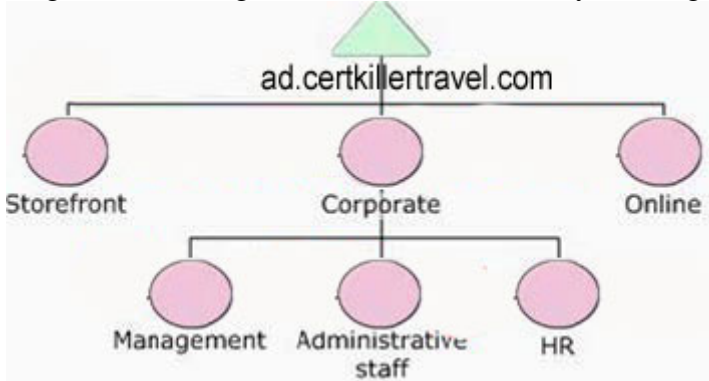 ad.certkillertravel.com
Storefront
Corporate
Online
Management
Administrative
staff
HR